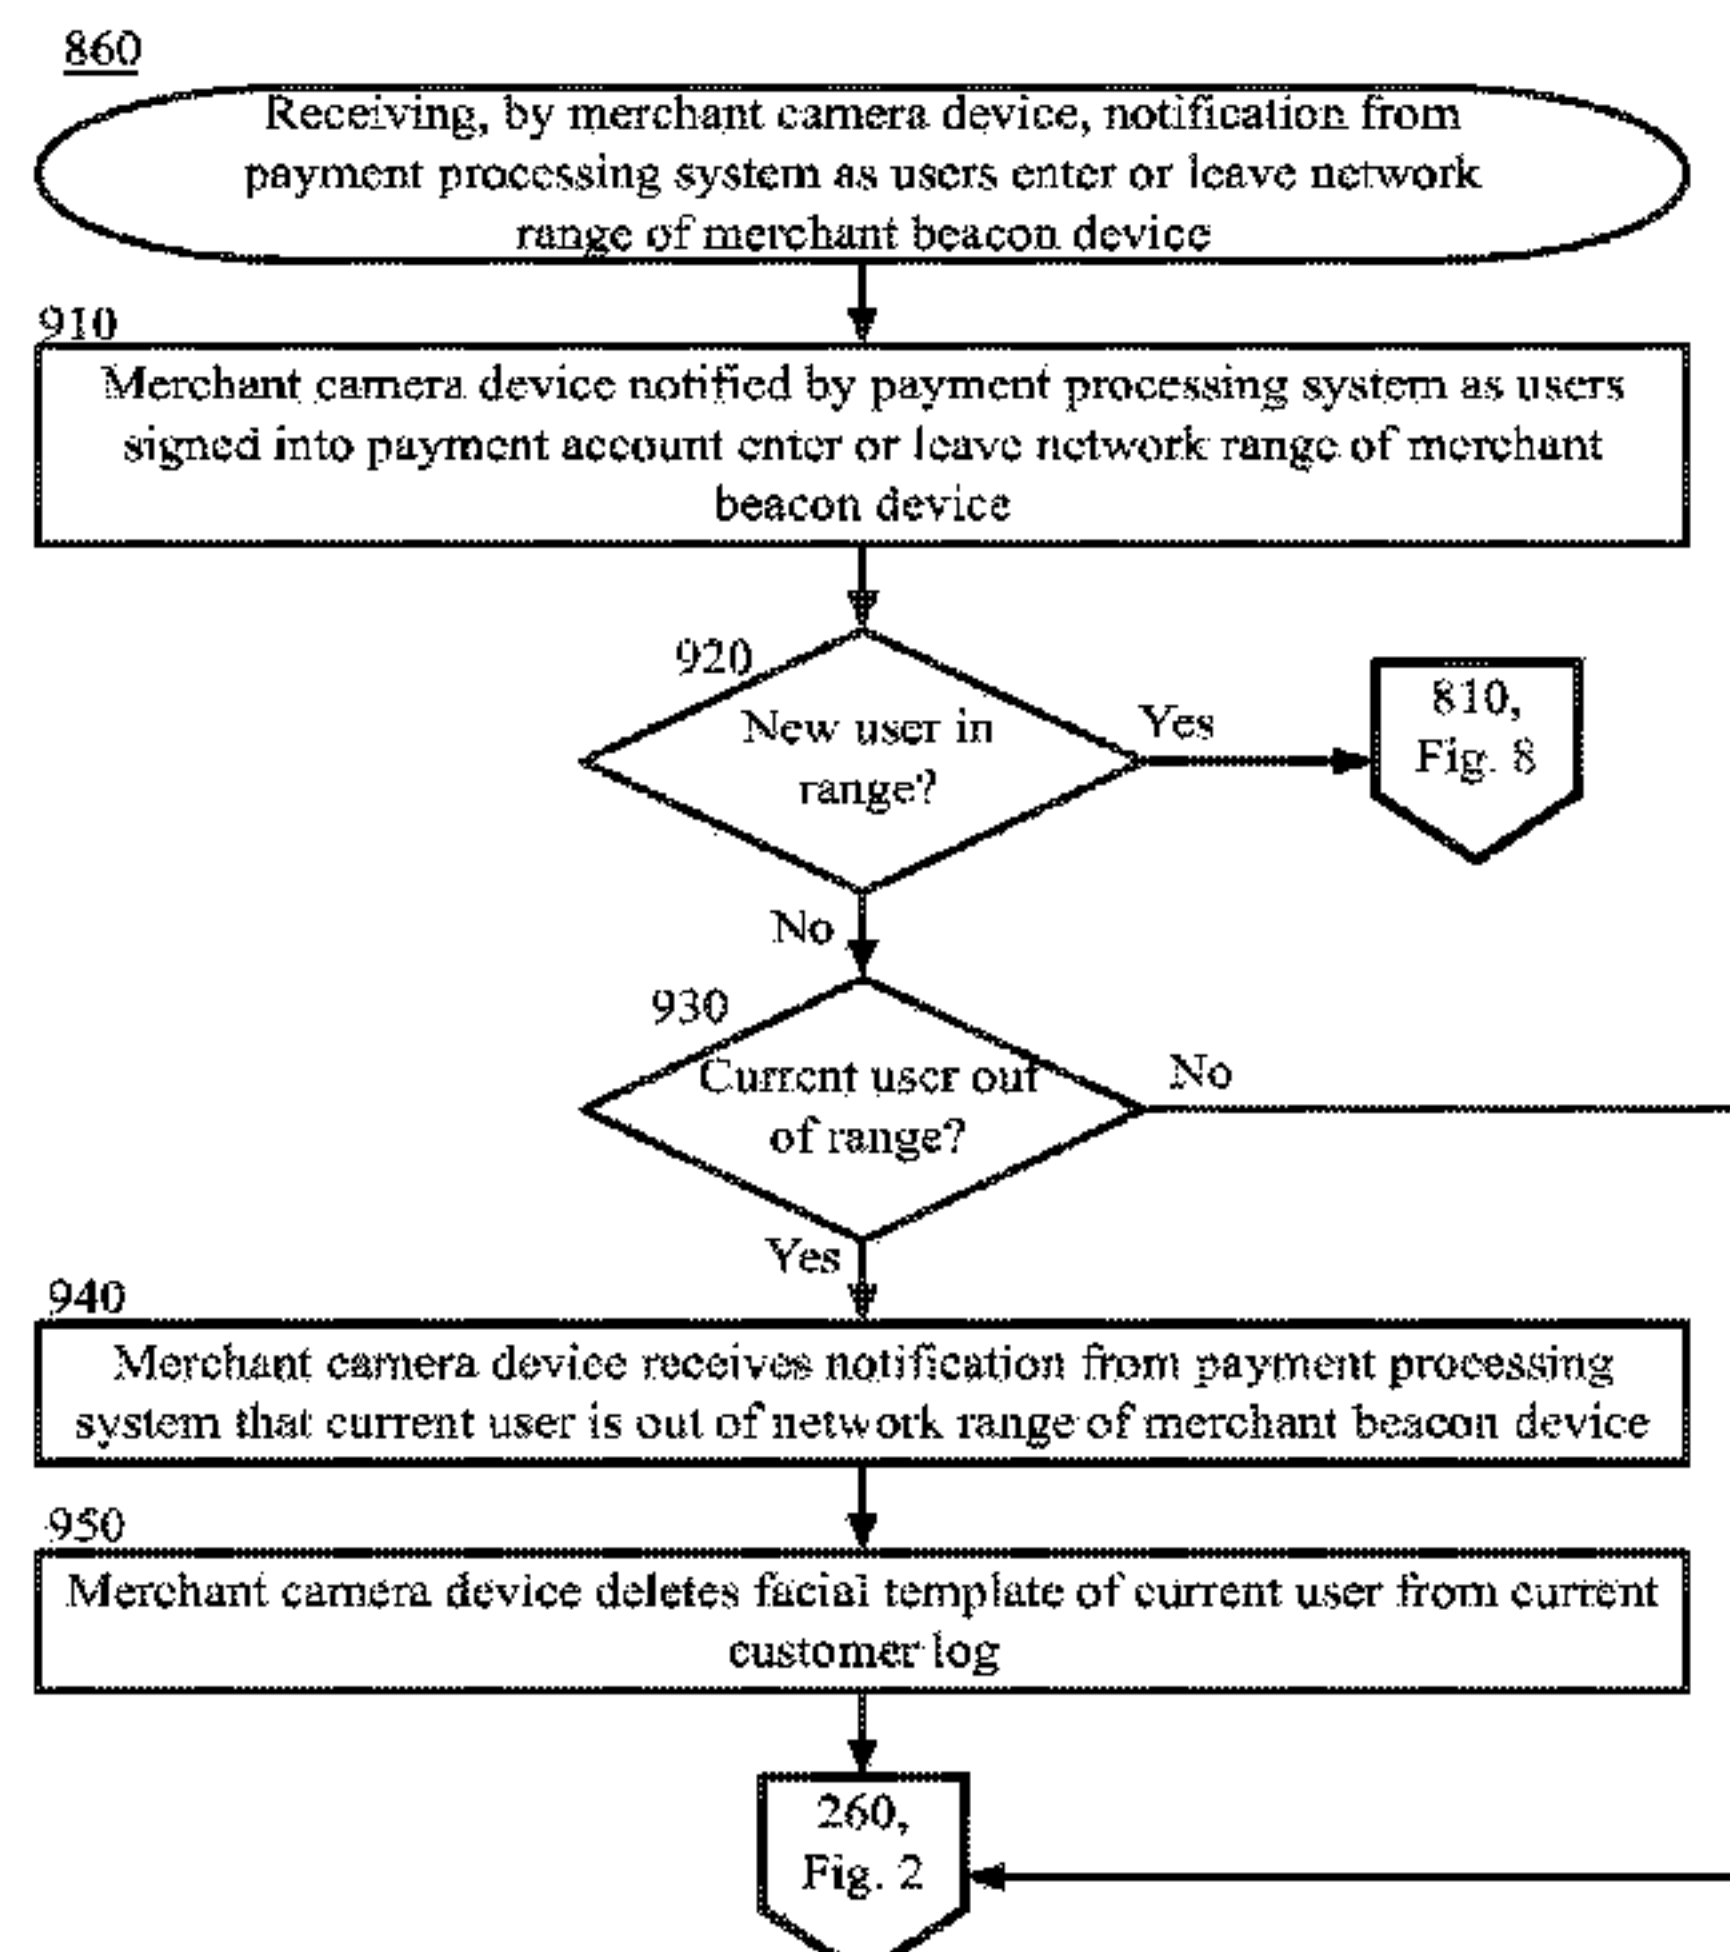 860
Receiving, by merchant camera device, notification from
payment processing system as users enter or leave network
range of merchant beacon device
910
Merchant camera device notified by payment processing system as users
signed into payment account enter or leave network range of merchant
beacon device
920
New user in
range?
Yes
810,
Fig. 8
No
930
Current user out
of range?
No
Yes
940
Merchant camera device receives notification from payment processing
system that current user is out of network range of merchant beacon device
950
Merchant camera device deletes facial template of current user from current
customer log
260,
Fig. 2